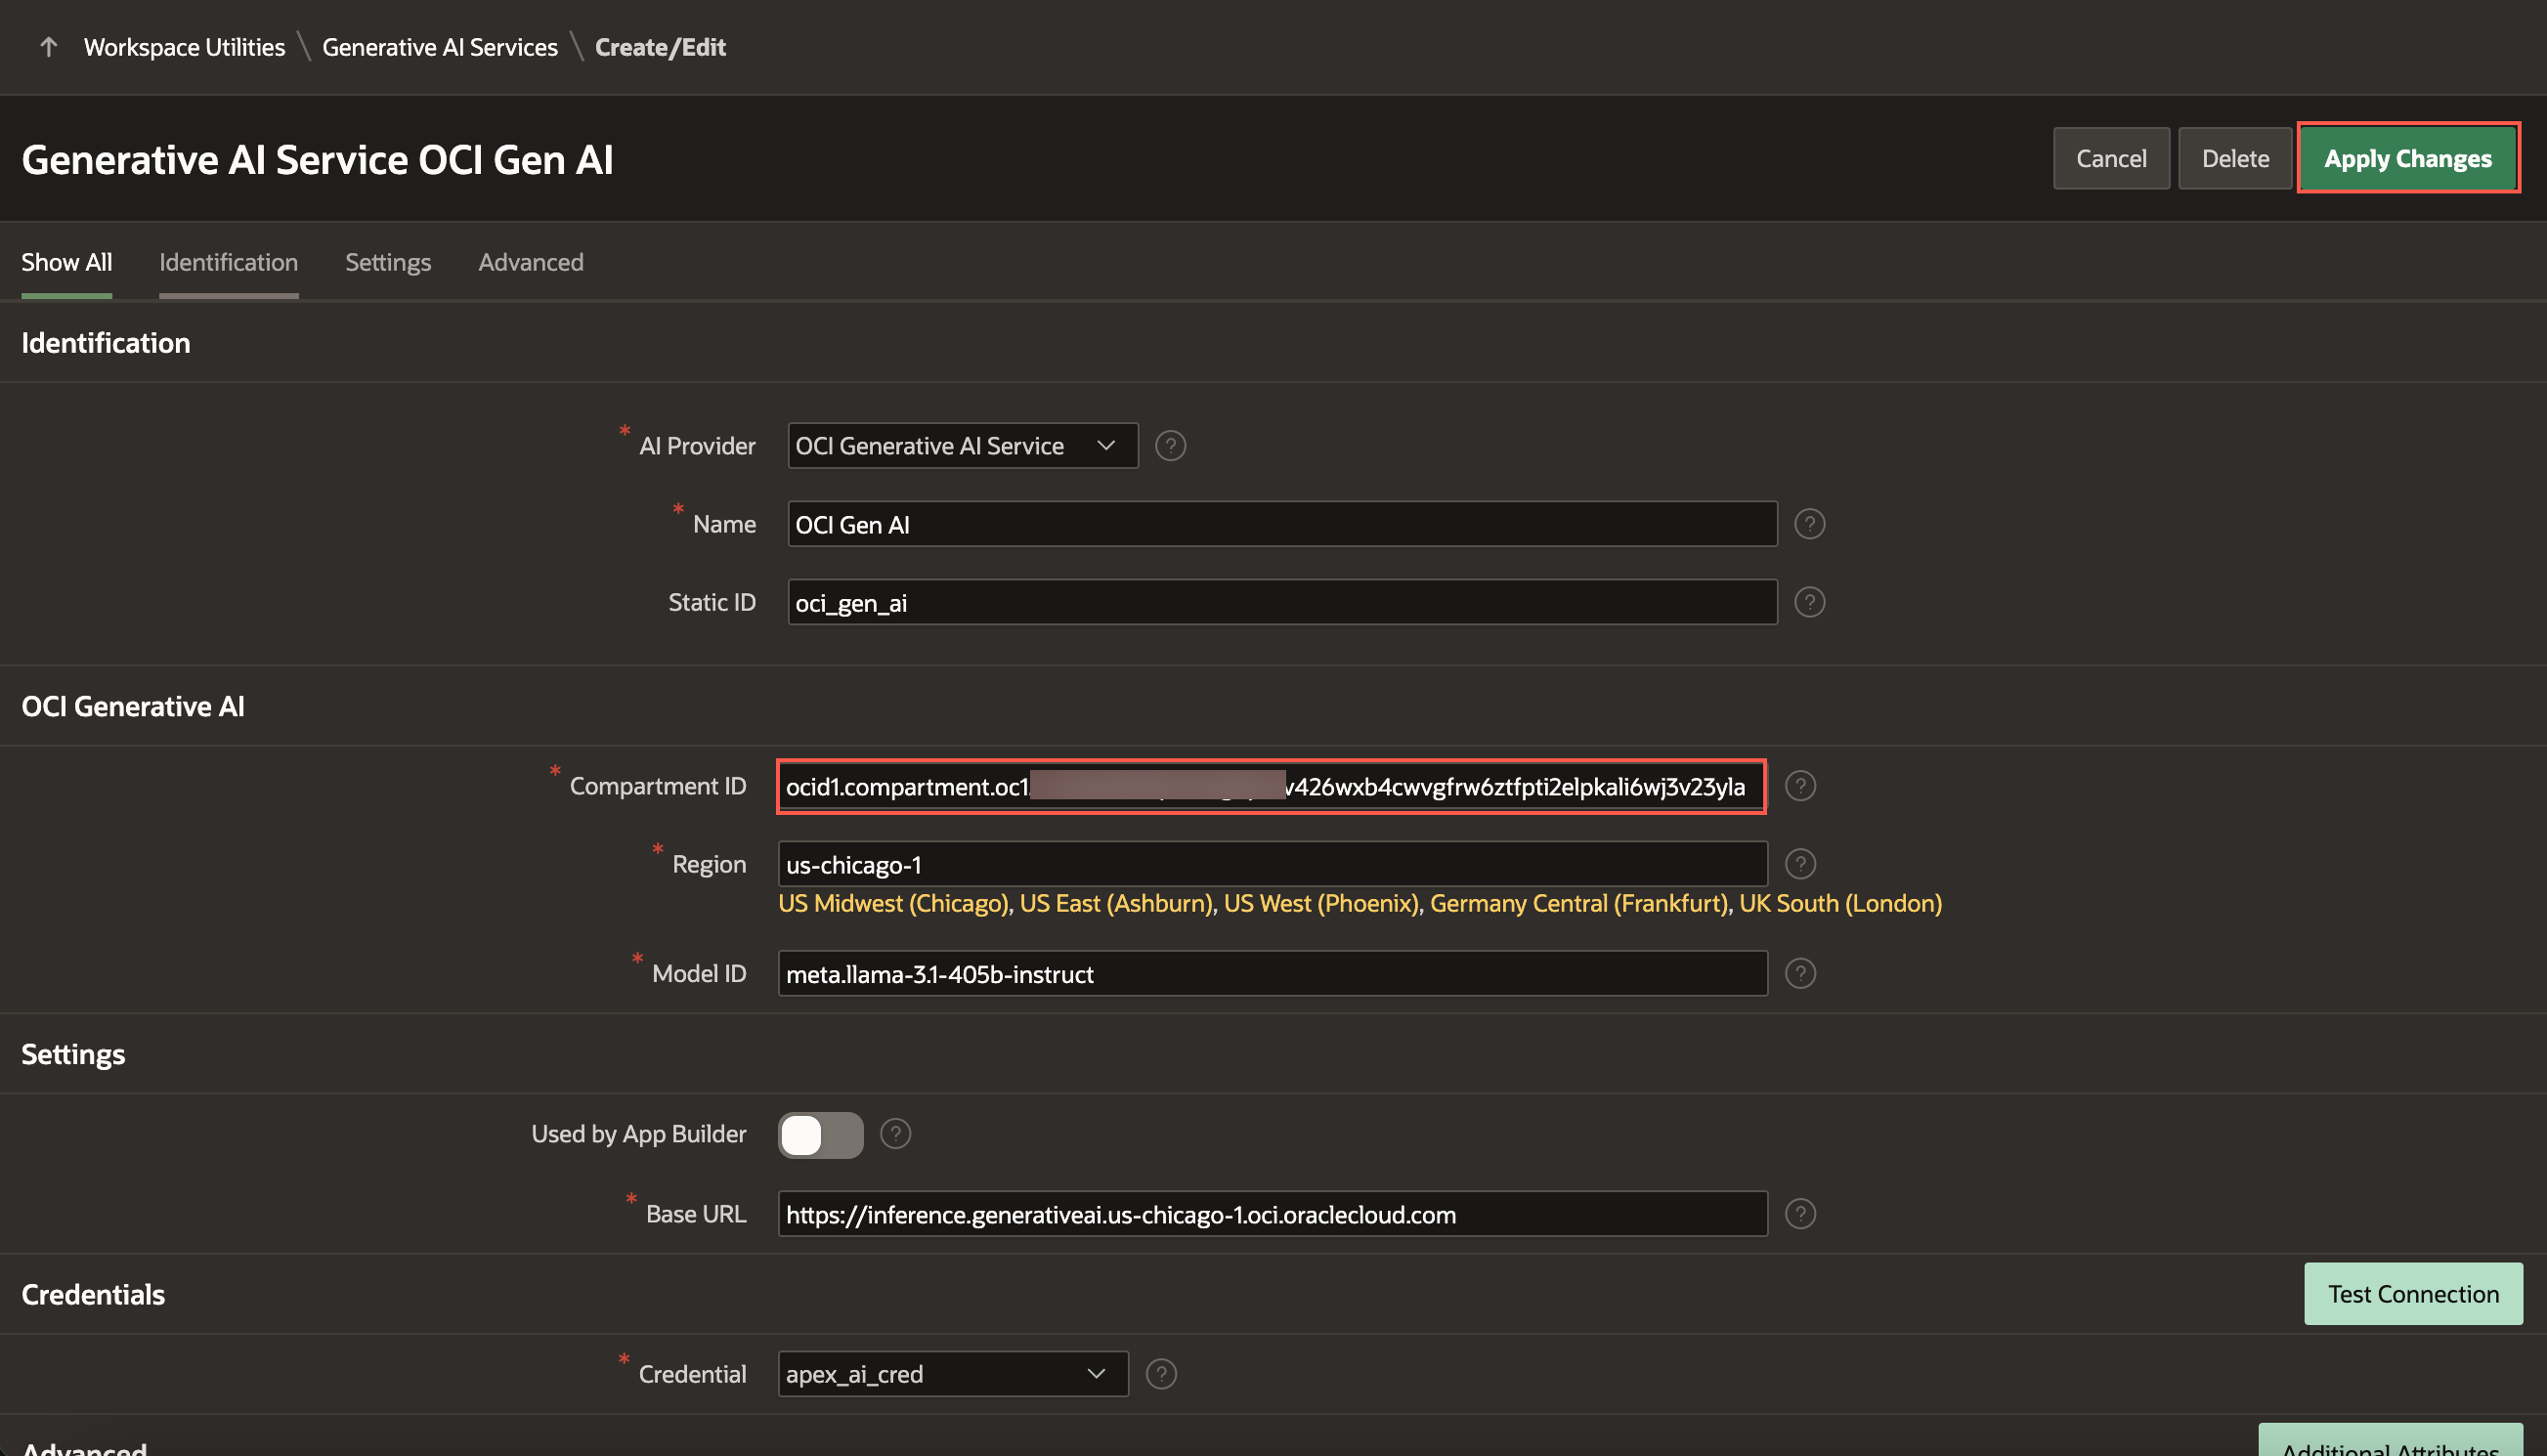 Workspace Utilities \ Generative AI Services \ Create/Edit
Generative AI Service OCI Gen AI
Cancel Delete Apply Changes
Show All Identification Settings Advanced
Identification
* AI Provider OCI Generative AI Service ?
* Name OCI Gen AI ?
Static ID oci_gen_ai ?
OCI Generative AI
* Compartment ID ocid1.compartment.oc1. v426wxb4cwvgfrw6ztfpti2elpkali6wj3v23yla ?
* Region us-chicago-1 ?
US Midwest (Chicago), US East (Ashburn), US West (Phoenix), Germany Central (Frankfurt), UK South (London)
* Model ID meta.llama-3.1-405b-instruct ?
Settings
Used by App Builder ?
* Base URL https://inference.generativeai.us-chicago-1.oci.oraclecloud.com ?
Credentials
Test Connection
* Credential apex_ai_cred ?
Advanced
Additional Attributes